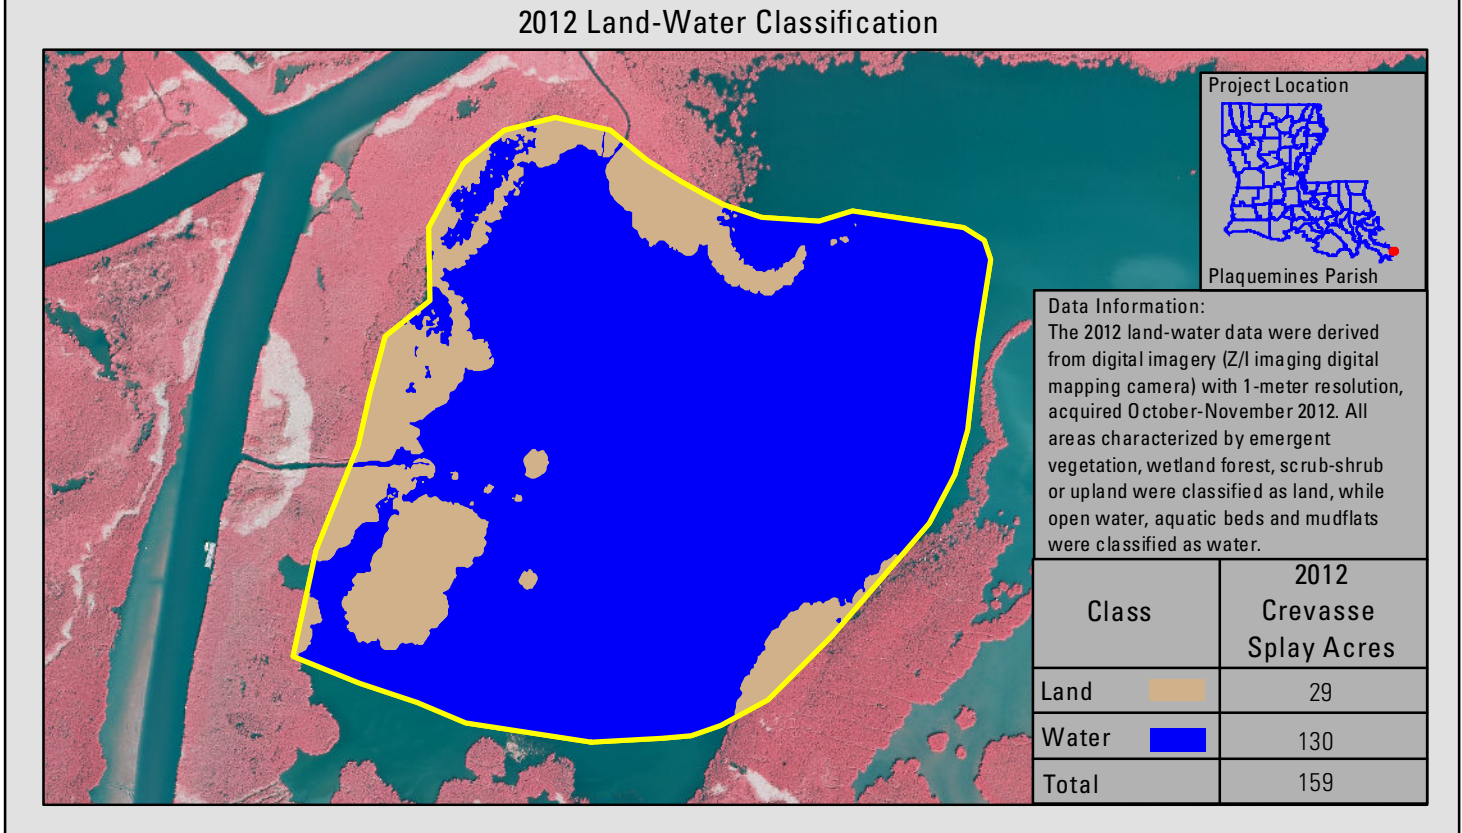 2012 Land-Water Classification
Project Location
Plaquemines Parish
Data Information:
The 2012 land-water data were derived
from digital imagery (Z/I imaging digital
mapping camera) with 1-meter resolution,
acquired October-November 2012. All
areas characterized by emergent
vegetation, wetland forest, scrub-shrub
or upland were classified as land, while
open water, aquatic beds and mudflats
were classified as water.
Class
2012
Crevasse
Splay Acres
Land 29
Water 130
Total 159